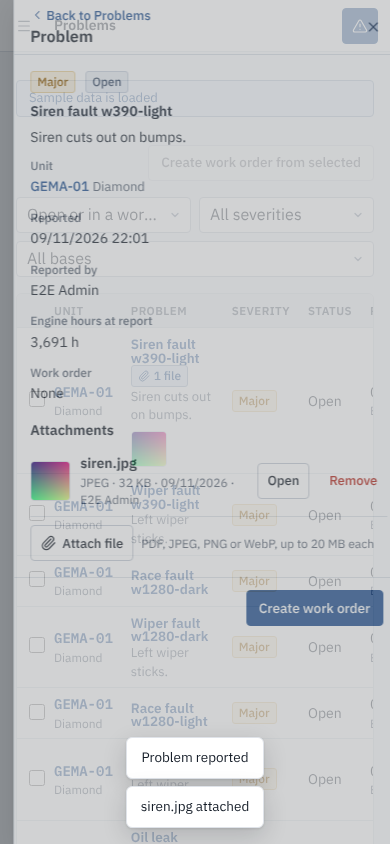 Back to Problems
Problems
Problem
Major Open
Sample data is loaded
Siren fault w390-light
Siren cuts out on bumps.
Create work order from selected
Unit
GEMA-01 Diamond
Open or in a wor... All severities
Reported
09/11/2026 22:01
All bases
Reported by
E2E Admin
UNIT PROBLEM SEVERITY STATUS
Engine hours at report
3,691 h
Siren fault
w390-light
1 file
Work order
None
GEMA-01
Diamond
Siren cuts out
on bumps.
Major Open
Attachments
siren.jpg
JPEG · 32 KB · 09/11/2026 ·
E2E Admin
Open Remove
GEMA-01
Diamond
Wiper fault
w390-light
Left wiper
sticks.
Major Open
Attach file PDF, JPEG, PNG or WebP, up to 20 MB each
GEMA-01
Diamond
Race fault
w1280-dark
Major Open
Create work order
GEMA-01
Diamond
Wiper fault
w1280-dark
Left wiper
sticks.
Major Open
GEMA-01
Diamond
Race fault
w1280-light
Major Open
Problem reported
GEMA-01
Diamond
Left wiper
Major Open
siren.jpg attached
Oil leak